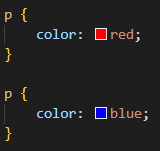 p {
    color: red;
}
p {
    color: blue;
}